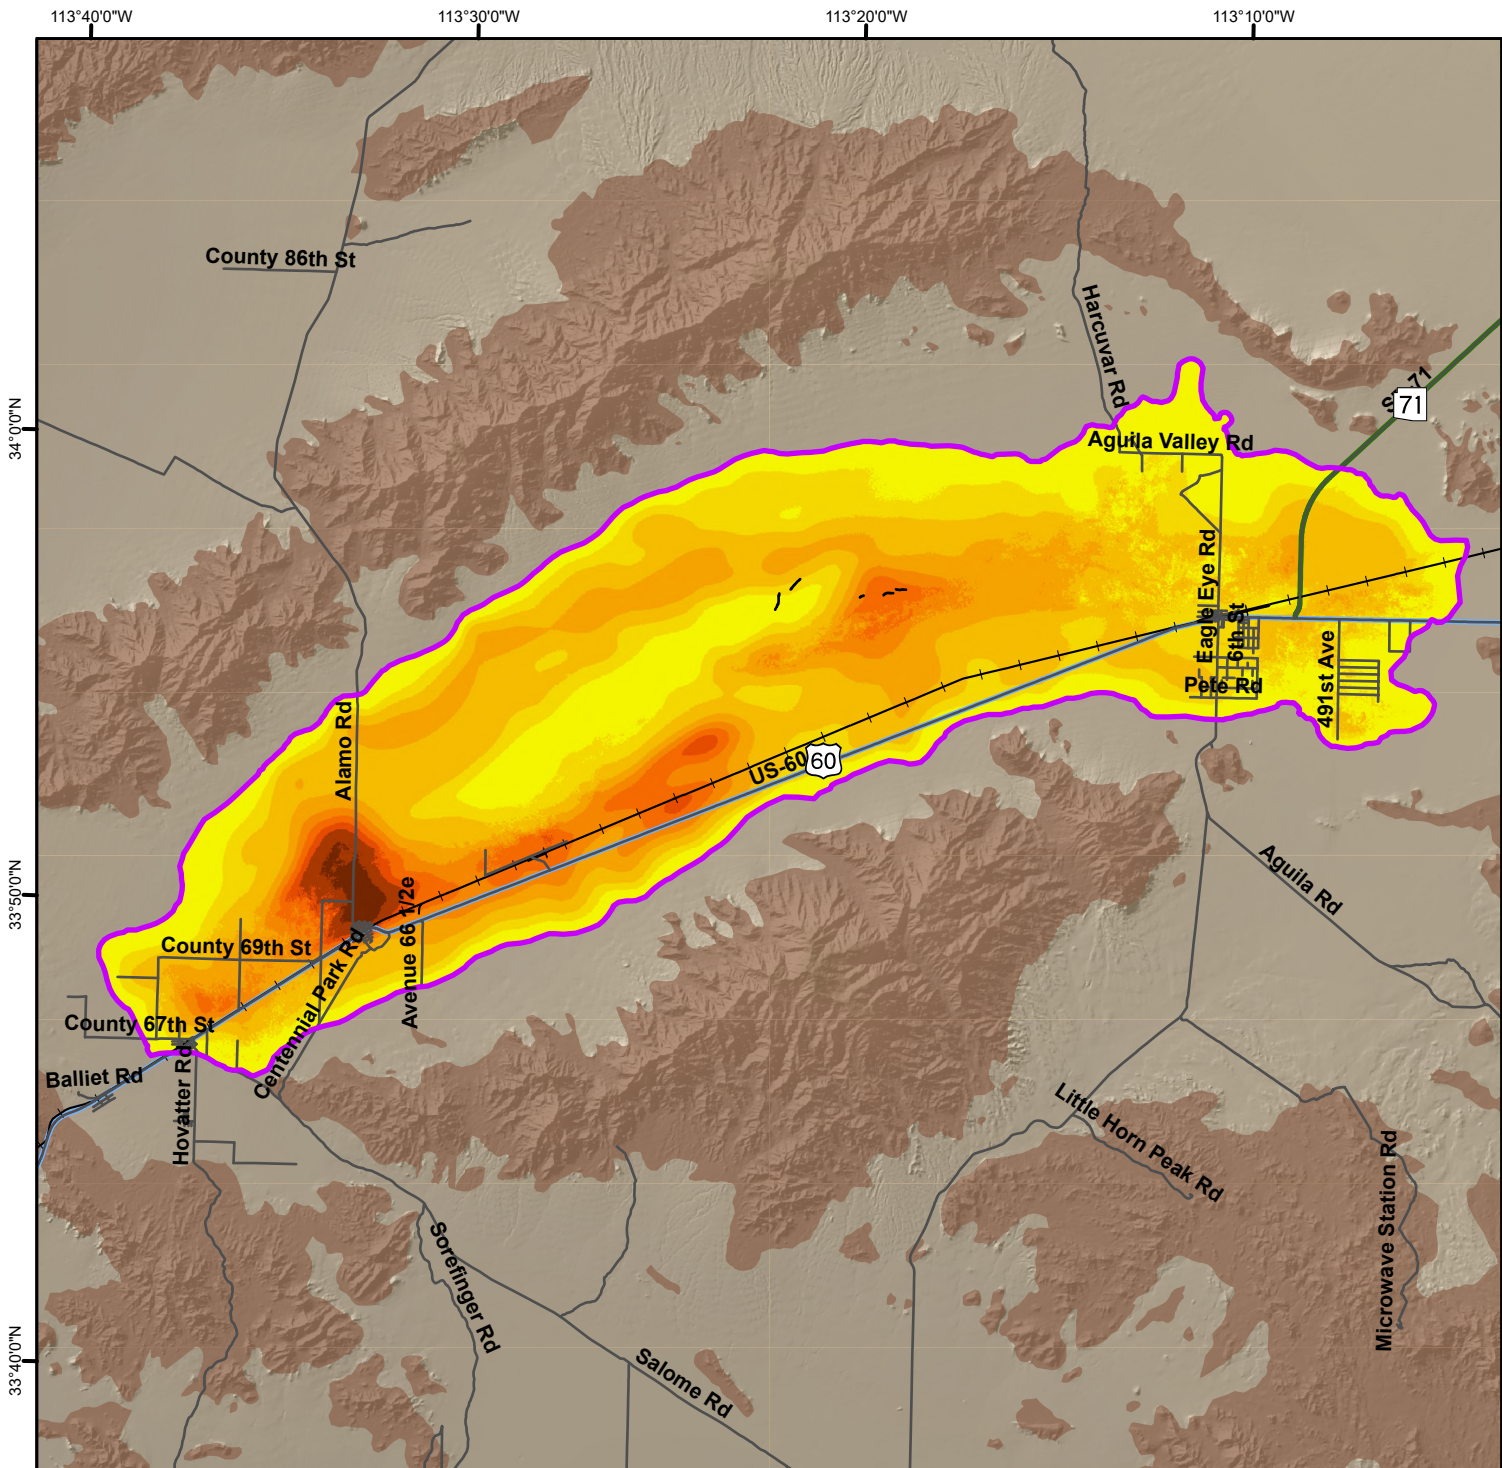 113°40'0"W
113°30'0"W
113°20'0"W
113°10'0"W
34°0'0"N
33°50'0"N
33°40'0"N
County 86th St
Harcuvar Rd
71
71
Aguila Valley Rd
Eagle Eye Rd
6th St
491st Ave
Pete Rd
Alamo Rd
US-60
60
Aguila Rd
Avenue 66 1/2e
County 69th St
Centennial Park Rd
County 67th St
Balliet Rd
Hovatter Rd
Little Horn Peak Rd
Microwave Station Rd
Sorefinger Rd
Salome Rd